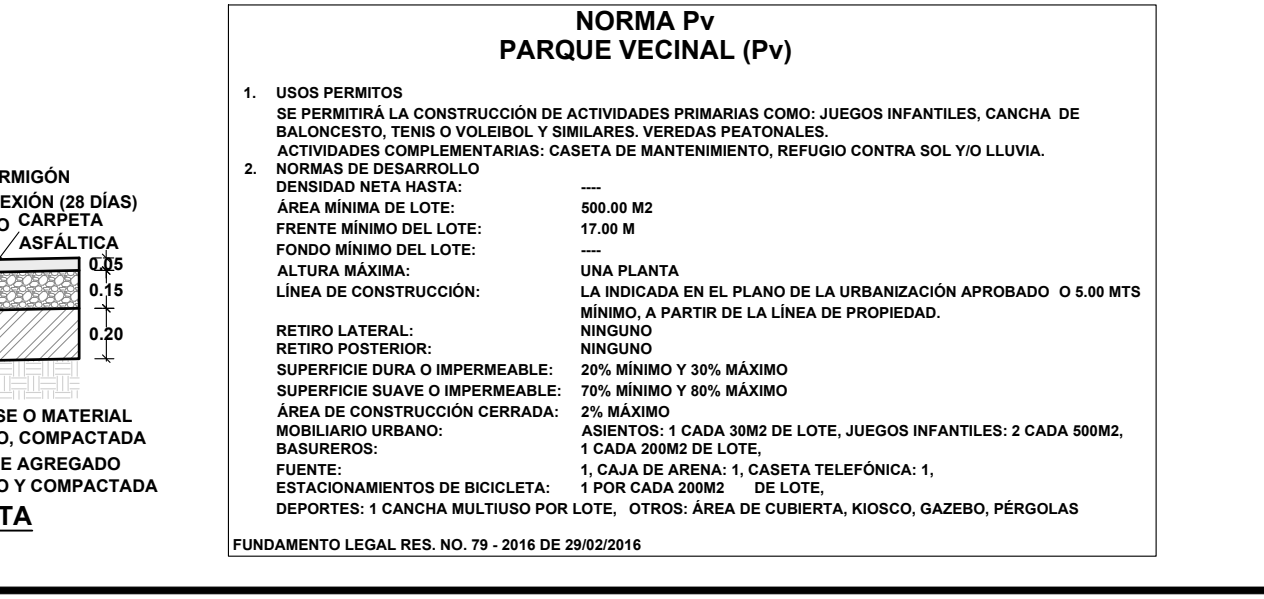 NORMA Pv
PARQUE VECINAL (Pv)
1. USOS PERMITOS
SE PERMITIRÁ LA CONSTRUCCIÓN DE ACTIVIDADES PRIMARIAS COMO: JUEGOS INFANTILES, CANCHA DE
BALONCESTO, TENIS O VOLEIBOL Y SIMILARES. VEREDAS PEATONALES.
ACTIVIDADES COMPLEMENTARIAS: CASETA DE MANTENIMIENTO, REFUGIO CONTRA SOL Y/O LLUVIA.
2. NORMAS DE DESARROLLO
DENSIDAD NETA HASTA: ----
ÁREA MÍNIMA DE LOTE: 500.00 M2
FRENTE MÍNIMO DEL LOTE: 17.00 M
FONDO MÍNIMO DEL LOTE: ----
ALTURA MÁXIMA: UNA PLANTA
LÍNEA DE CONSTRUCCIÓN: LA INDICADA EN EL PLANO DE LA URBANIZACIÓN APROBADO O 5.00 MTS
MÍNIMO, A PARTIR DE LA LÍNEA DE PROPIEDAD.
RETIRO LATERAL: NINGUNO
RETIRO POSTERIOR: NINGUNO
SUPERFICIE DURA O IMPERMEABLE: 20% MÍNIMO Y 30% MÁXIMO
SUPERFICIE SUAVE O IMPERMEABLE: 70% MÍNIMO Y 80% MÁXIMO
ÁREA DE CONSTRUCCIÓN CERRADA: 2% MÁXIMO
MOBILIARIO URBANO: ASIENTOS: 1 CADA 30M2 DE LOTE, JUEGOS INFANTILES: 2 CADA 500M2,
BASUREROS: 1 CADA 200M2 DE LOTE,
FUENTE: 1, CAJA DE ARENA: 1, CASETA TELEFÓNICA: 1,
ESTACIONAMIENTOS DE BICICLETA: 1 POR CADA 200M2 DE LOTE,
DEPORTES: 1 CANCHA MULTIUSO POR LOTE, OTROS: ÁREA DE CUBIERTA, KIOSCO, GAZEBO, PÉRGOLAS
FUNDAMENTO LEGAL RES. NO. 79 - 2016 DE 29/02/2016
RMIGÓN
EXIÓN (28 DÍAS)
O CARPETA
ASFÁLTICA
0.05
0.15
0.20
SE O MATERIAL
O, COMPACTADA
E AGREGADO
O Y COMPACTADA
TA